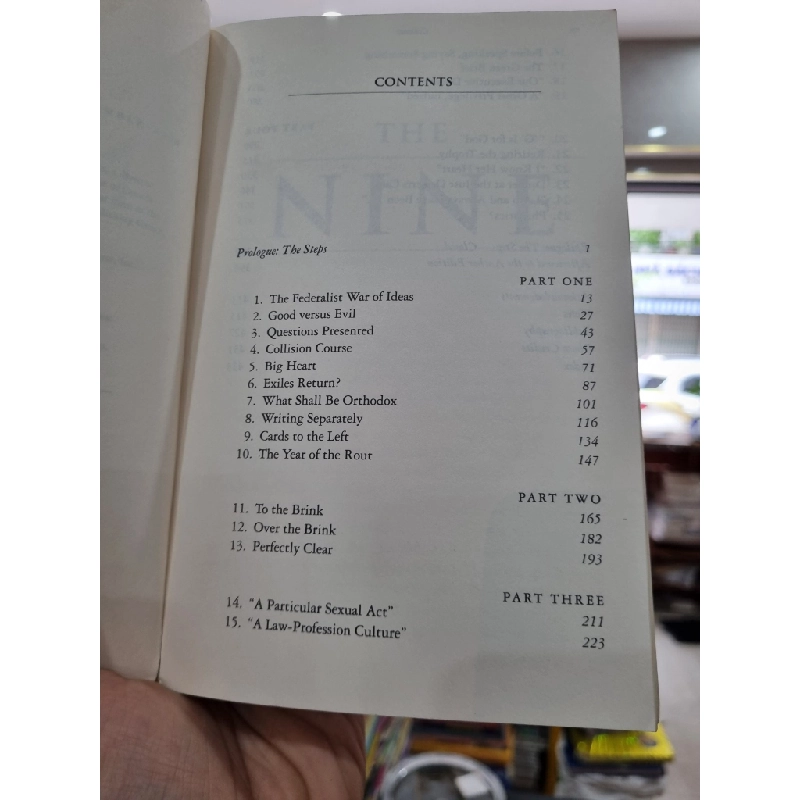 CONTENTS
THE
NINE
Prologue: The Steps 1
PART ONE
1. The Federalist War of Ideas 13
2. Good versus Evil 27
3. Questions Presented 43
4. Collision Course 57
5. Big Heart 71
6. Exiles Return? 87
7. What Shall Be Orthodox 101
8. Writing Separately 116
9. Cards to the Left 134
10. The Year of the Rout 147
PART TWO
11. To the Brink 165
12. Over the Brink 182
13. Perfectly Clear 193
PART THREE
14. "A Particular Sexual Act" 211
15. "A Law-Profession Culture" 223